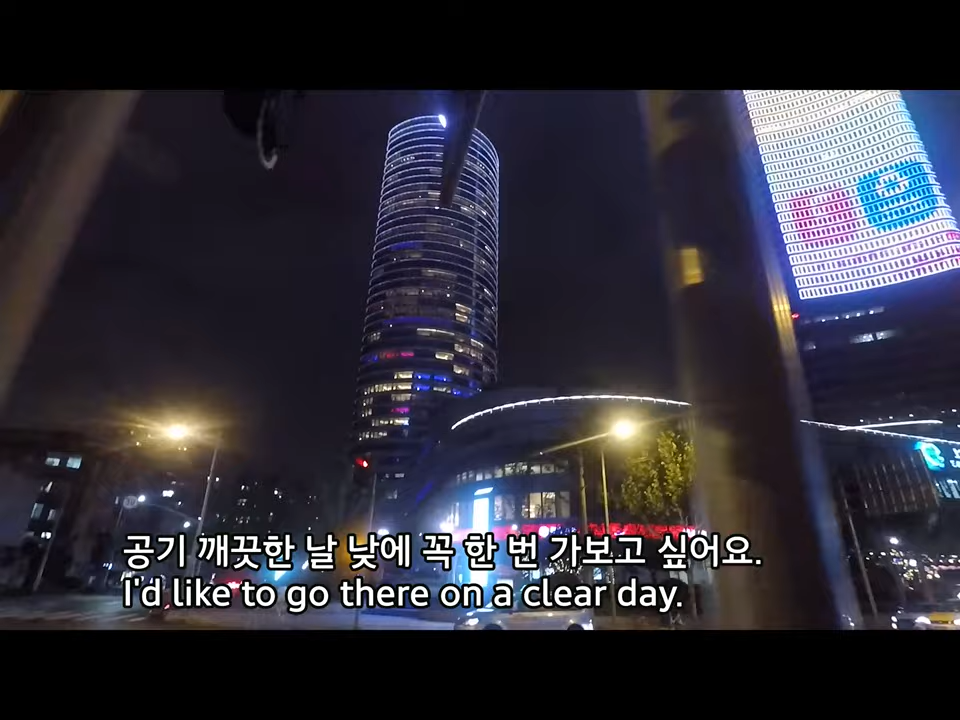 공기 깨끗한 날 낮에 꼭 한 번 가보고 싶어요.
I'd like to go there on a clear day.